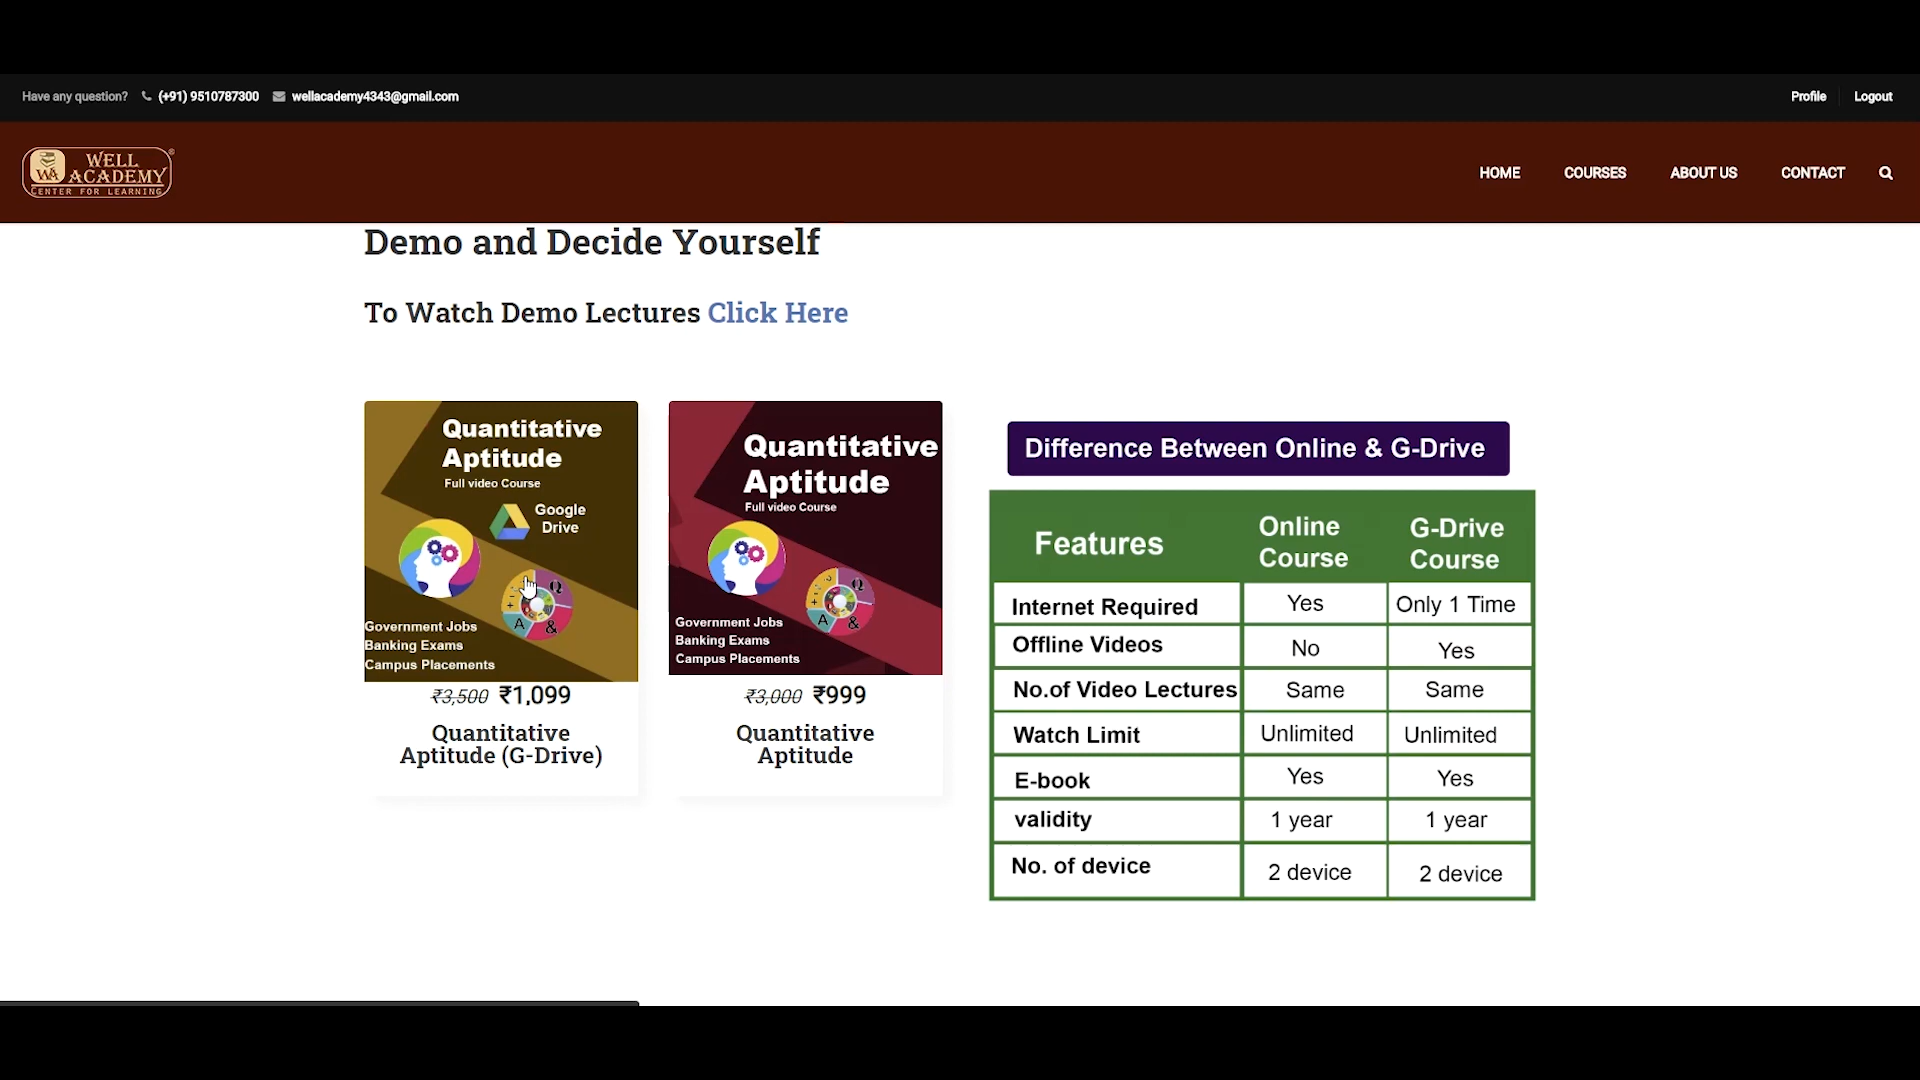 Have any question? (+91) 9510787300 wellacademy4343@gmail.com
Profile Logout
WELL
WA ACADEMY
CENTER FOR LEARNING
HOME COURSES ABOUT US CONTACT
Demo and Decide Yourself
To Watch Demo Lectures Click Here
Quantitative
Aptitude
Full video Course
Google
Drive
Q
A &
Government Jobs
Banking Exams
Campus Placements
₹3,500 ₹1,099
Quantitative
Aptitude (G-Drive)
Quantitative
Aptitude
Full video Course
Q
A &
Government Jobs
Banking Exams
Campus Placements
₹3,000 ₹999
Quantitative
Aptitude
Difference Between Online & G-Drive
Features Online Course G-Drive Course
Internet Required Yes Only 1 Time
Offline Videos No Yes
No.of Video Lectures Same Same
Watch Limit Unlimited Unlimited
E-book Yes Yes
validity 1 year 1 year
No. of device 2 device 2 device